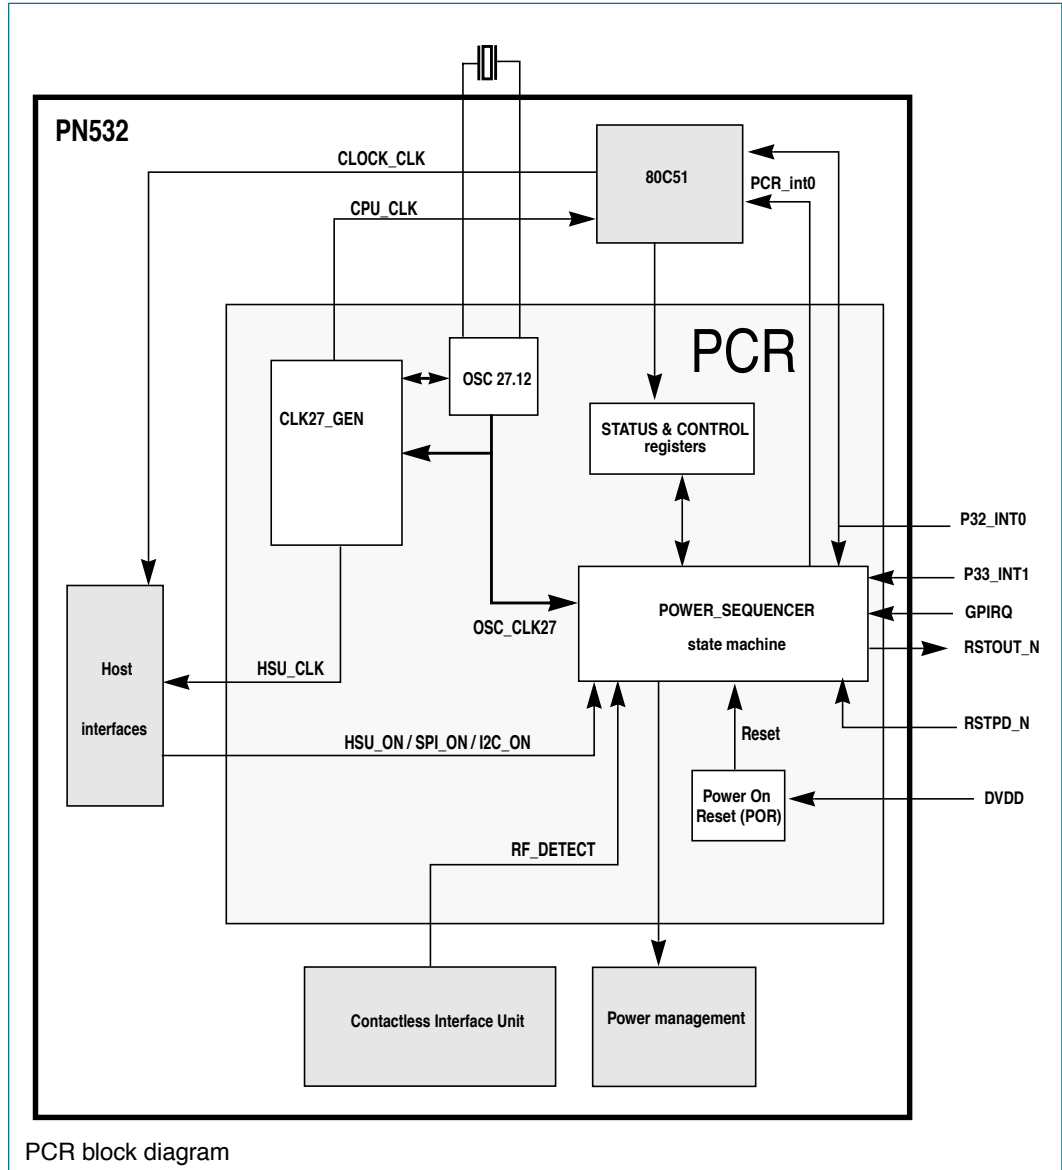 PN532
CLOCK_CLK
80C51
PCR_int0
CPU_CLK
PCR
OSC 27.12
CLK27_GEN
STATUS & CONTROL
registers
P32_INT0
P33_INT1
POWER_SEQUENCER
GPIRQ
OSC_CLK27
state machine
RSTOUT_N
Host
HSU_CLK
interfaces
RSTPD_N
Reset
HSU_ON / SPI_ON / I2C_ON
Power On
Reset (POR)
DVDD
RF_DETECT
Contactless Interface Unit
Power management
PCR block diagram